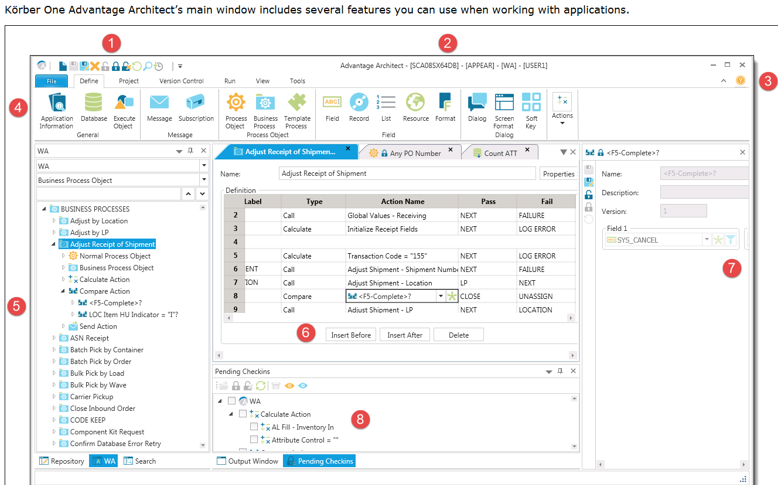 Körber One Advantage Architect's main window includes several features you can use when working with applications.
1
2
Advantage Architect - [SCA08SX64DB] - [APPEAR] - [WA] - [USER1]
3
File Define Project Version Control Run View Tools
4
Application Information Database Execute Object Message Subscription Process Object Business Process Template Process Field Record List Resource Format Dialog Screen Format Soft Key Actions
General Message Process Object Field Dialog
WA
WA
Business Process Object
BUSINESS PROCESSES
Adjust by Location
Adjust by LP
Adjust Receipt of Shipment
Normal Process Object
Business Process Object
Calculate Action
Compare Action
<F5-Complete>?
LOC Item HU Indicator = "I"?
Send Action
ASN Receipt
Batch Pick by Container
Batch Pick by Order
Bulk Pick by Load
Bulk Pick by Wave
Carrier Pickup
Close Inbound Order
CODE KEEP
Component Kit Request
Confirm Database Error Retry
5
Repository WA Search
Adjust Receipt of Shipmen... Any PO Number Count ATT
Name: Adjust Receipt of Shipment Properties
Definition
Label Type Action Name Pass Fail
2 Call Global Values - Receiving NEXT FAILURE
3 Calculate Initialize Receipt Fields NEXT LOG ERROR
4
5 Calculate Transaction Code = "155" NEXT LOG ERROR
6 ENT Call Adjust Shipment - Shipment Numbe NEXT FAILURE
7 TION Call Adjust Shipment - Location LP NEXT
8 Compare <F5-Complete>? CLOSE UNASSIGN
9 Call Adjust Shipment - LP NEXT LOCATION
6 Insert Before Insert After Delete
Pending Checkins
WA
Calculate Action
AL Fill - Inventory In
Attribute Control = ""
8
Output Window Pending Checkins
<F5-Complete>?
Name: <F5-Complete>?
Description:
Version: 1
Field 1
SYS_CANCEL
7